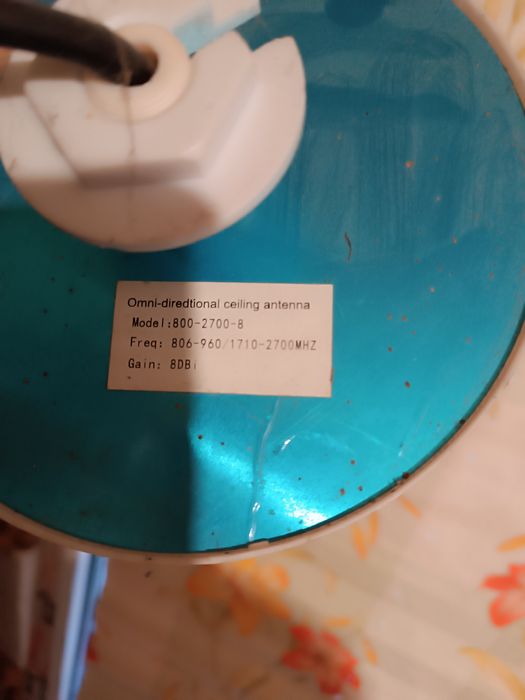 Omni-diredtional ceiling antenna
Model:800-2700-8
Freq: 806-960/1710-2700MHZ
Gain: 8DBi